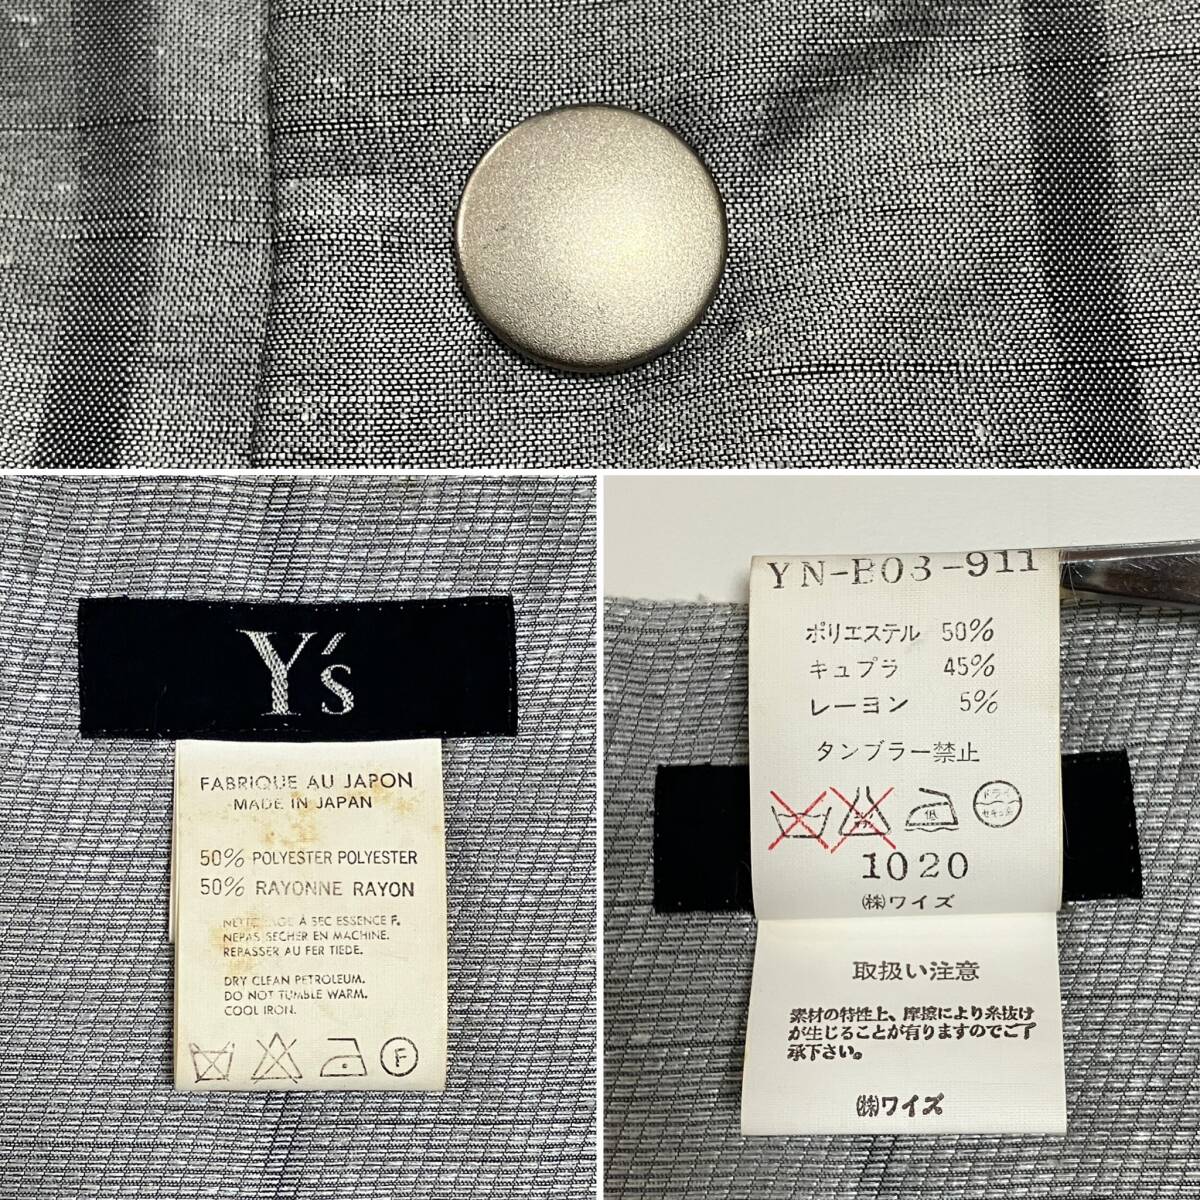 Y's
FABRIQUE AU JAPON
MADE IN JAPAN
50% POLYESTER POLYESTER
50% RAYONNE RAYON
NETTOYAGE À SEC ESSENCE F.
NEPAS SECHER EN MACHINE.
REPASSER AU FER TIEDE.
DRY CLEAN PETROLEUM.
DO NOT TUMBLE WARM.
COOL IRON.
F
YN-B03-911
ポリエステル 50%
キュプラ 45%
レーヨン 5%
タンブラー禁止
低
ドライ
セキユ系
1020
㈱ワイズ
取扱い注意
素材の特性上、摩擦により糸抜け
が生じることが有りますのでご了
承下さい。
㈱ワイズ